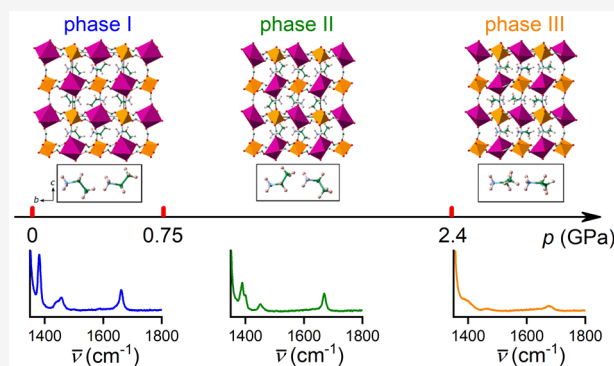 phase I phase II phase III
c
b
0 0.75 2.4 p (GPa)
1400 1600 1800 1400 1600 1800 1400 1600 1800
ν̅ (cm⁻¹) ν̅ (cm⁻¹) ν̅ (cm⁻¹)